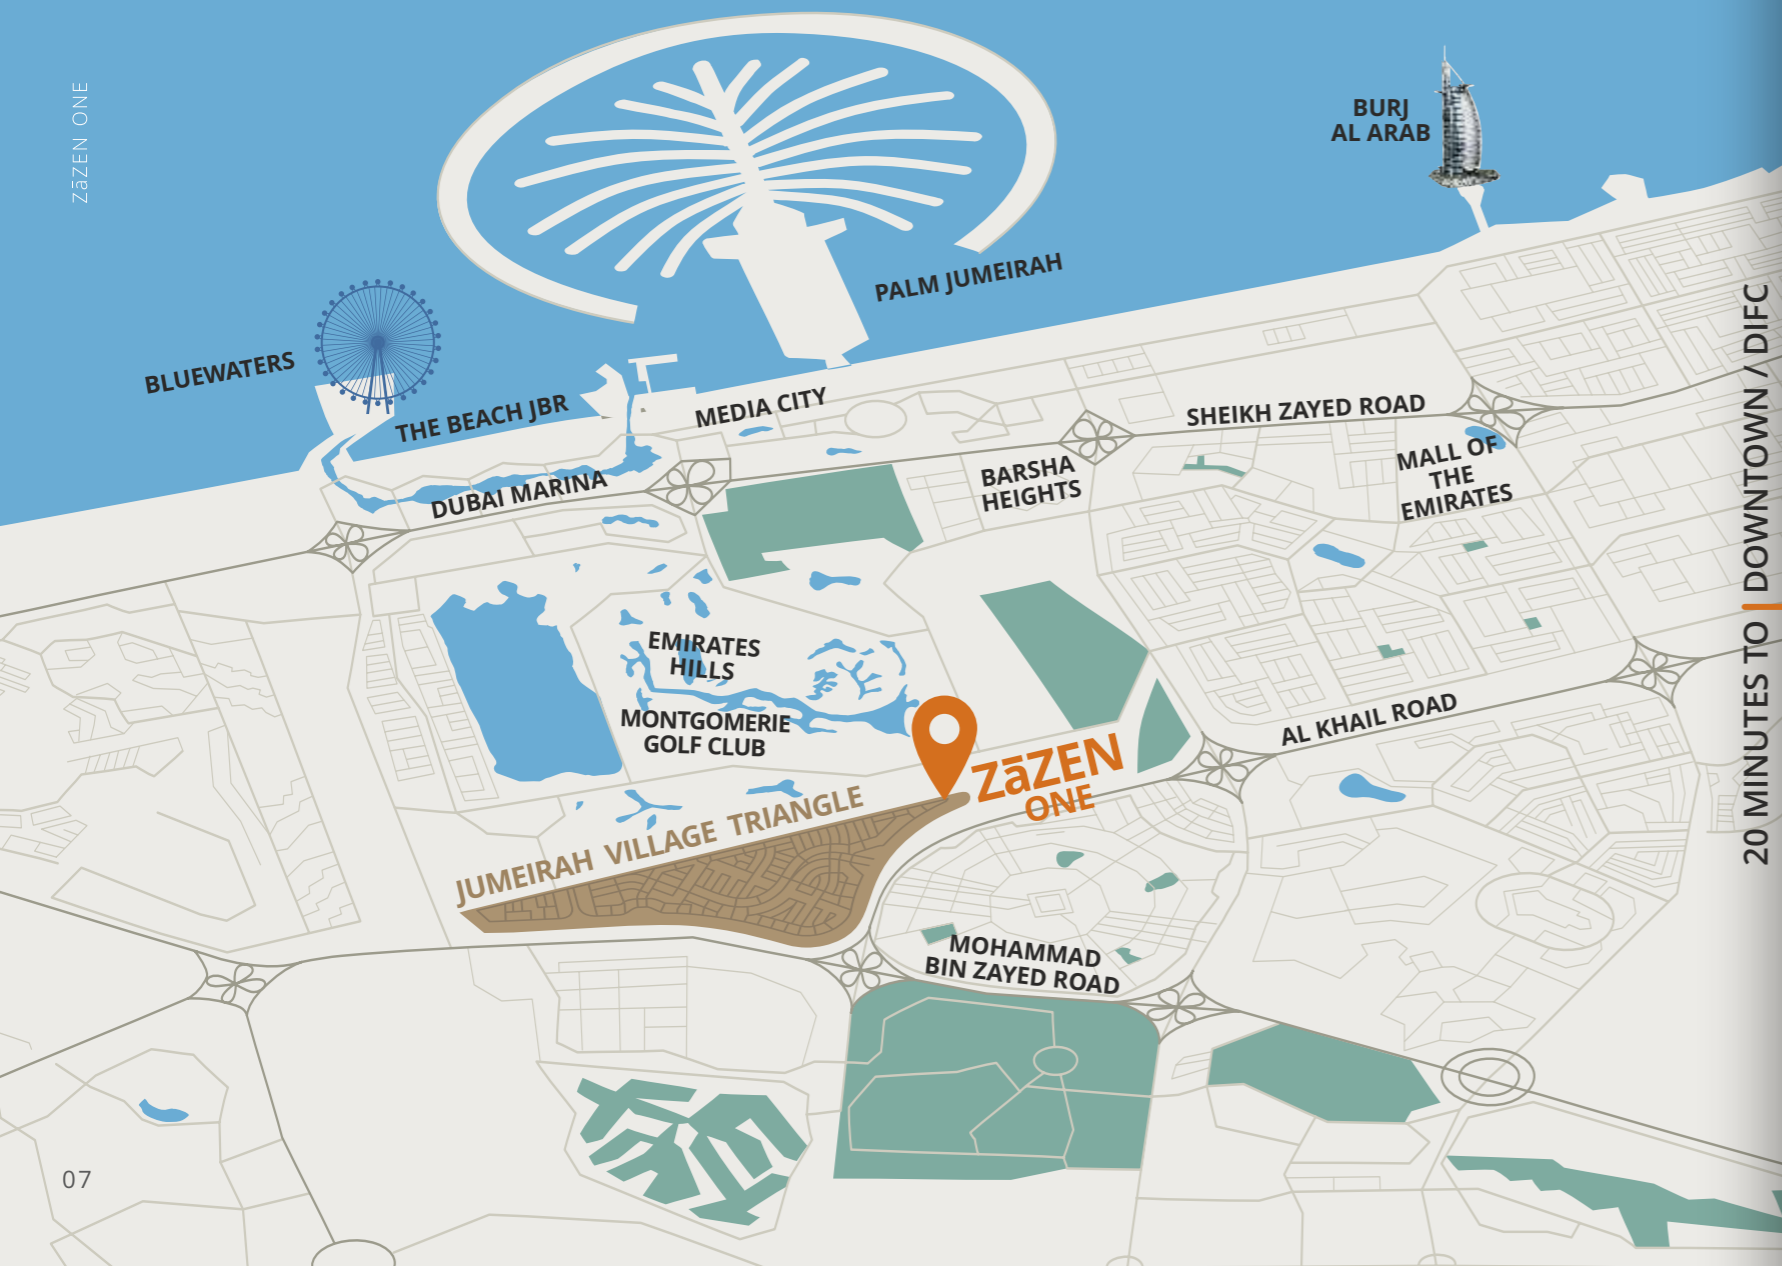 ZāZEN ONE
BURJ
AL ARAB
PALM JUMEIRAH
BLUEWATERS
THE BEACH JBR
MEDIA CITY
SHEIKH ZAYED ROAD
DUBAI MARINA
BARSHA
HEIGHTS
MALL OF
THE
EMIRATES
EMIRATES
HILLS
MONTGOMERIE
GOLF CLUB
AL KHAIL ROAD
ZāZEN
ONE
JUMEIRAH VILLAGE TRIANGLE
MOHAMMAD
BIN ZAYED ROAD
20 MINUTES TO | DOWNTOWN / DIFC
07